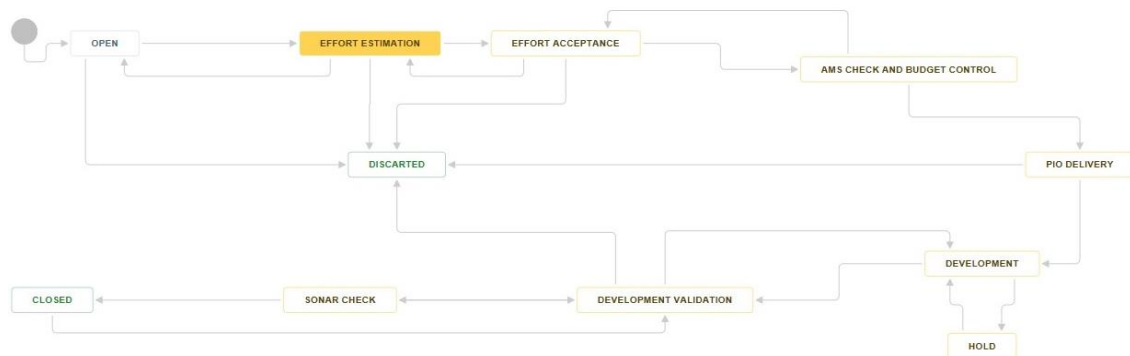 OPEN
EFFORT ESTIMATION
EFFORT ACCEPTANCE
AMS CHECK AND BUDGET CONTROL
DISCARTED
PIO DELIVERY
DEVELOPMENT
CLOSED
SONAR CHECK
DEVELOPMENT VALIDATION
HOLD